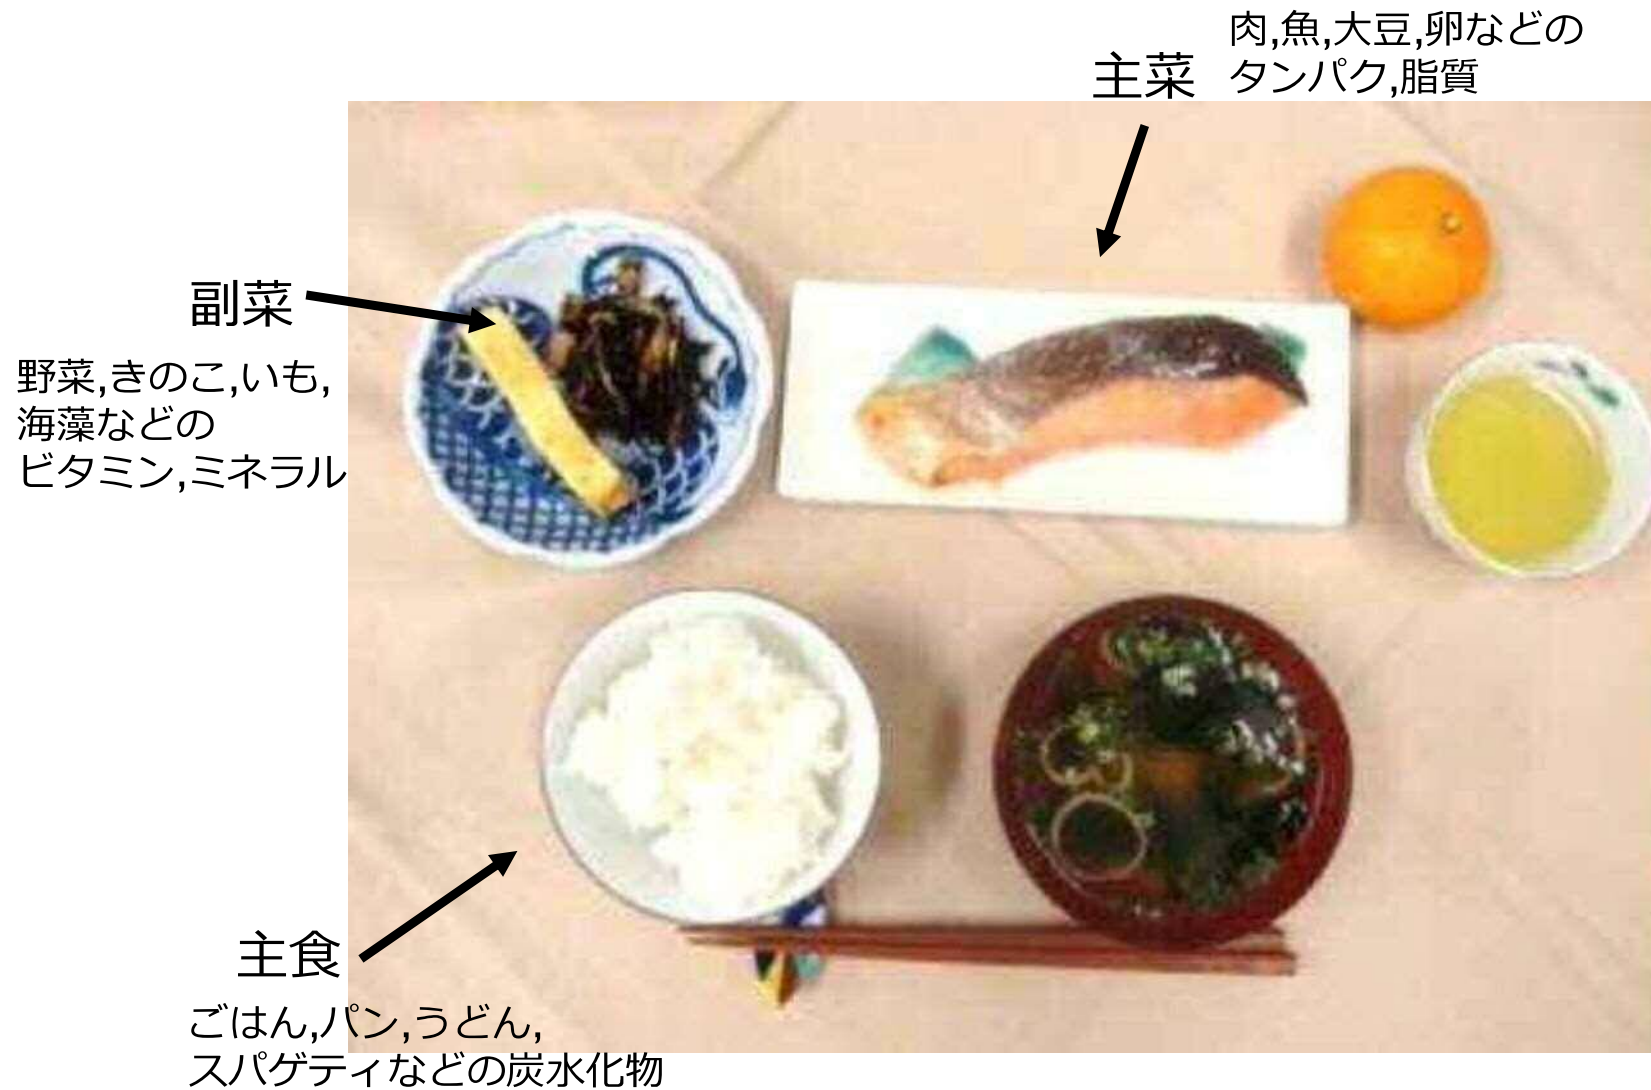 主菜
肉,魚,大豆,卵などの
タンパク,脂質
副菜
野菜,きのこ,いも,
海藻などの
ビタミン,ミネラル
主食
ごはん,パン,うどん,
スパゲティなどの炭水化物